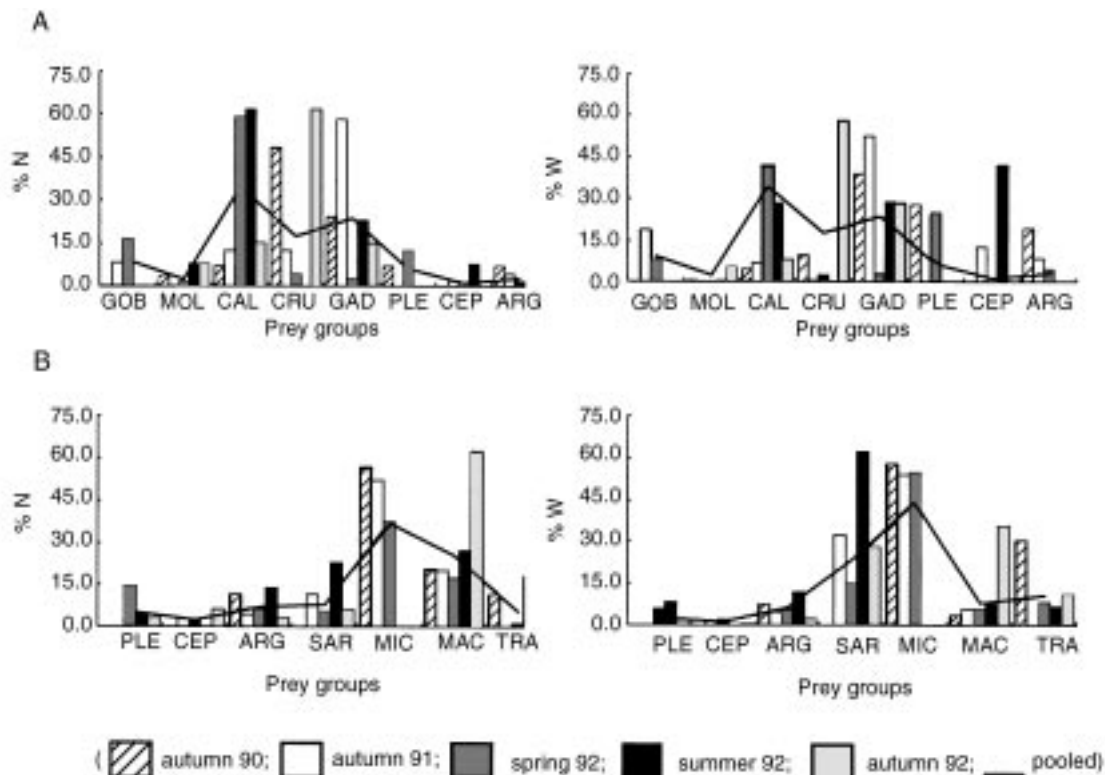 A
75.0
60.0
45.0
30.0
15.0
0.0
% N
GOB MOL CAL CRU GAD PLE CEP ARG
Prey groups
75.0
60.0
45.0
30.0
15.0
0.0
% W
GOB MOL CAL CRU GAD PLE CEP ARG
Prey groups
B
75.0
60.0
45.0
30.0
15.0
0.0
% N
PLE CEP ARG SAR MIC MAC TRA
Prey groups
75.0
60.0
45.0
30.0
15.0
0.0
% W
PLE CEP ARG SAR MIC MAC TRA
Prey groups
( autumn 90; autumn 91; spring 92; summer 92; autumn 92; pooled)